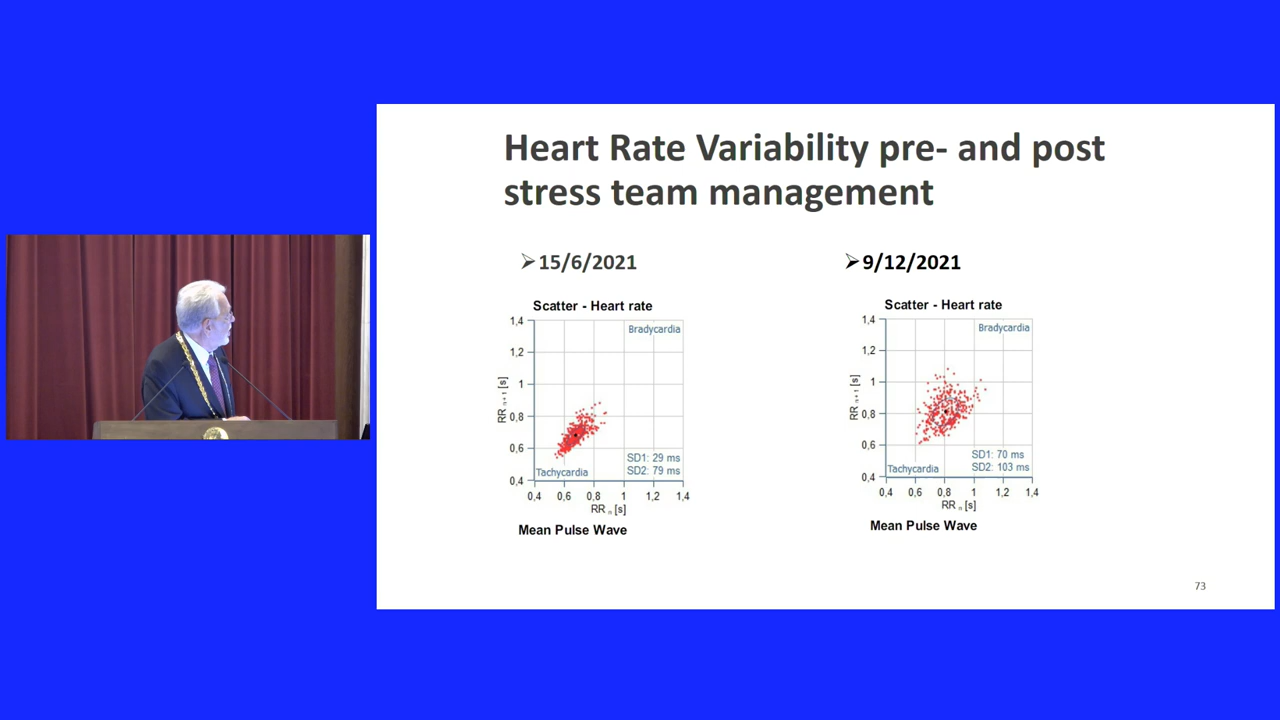 Heart Rate Variability pre- and post
stress team management
➢15/6/2021
Scatter - Heart rate
1,4
1,2
1
0,8
0,6
0,4
RR n+1 [s]
Bradycardia
SD1: 29 ms
SD2: 79 ms
Tachycardia
0,4 0,6 0,8 1 1,2 1,4
RR n [s]
Mean Pulse Wave
➢9/12/2021
Scatter - Heart rate
1,4
1,2
1
0,8
0,6
0,4
RR n+1 [s]
Bradycardia
SD1: 70 ms
SD2: 103 ms
Tachycardia
0,4 0,6 0,8 1 1,2 1,4
RR n [s]
Mean Pulse Wave
73